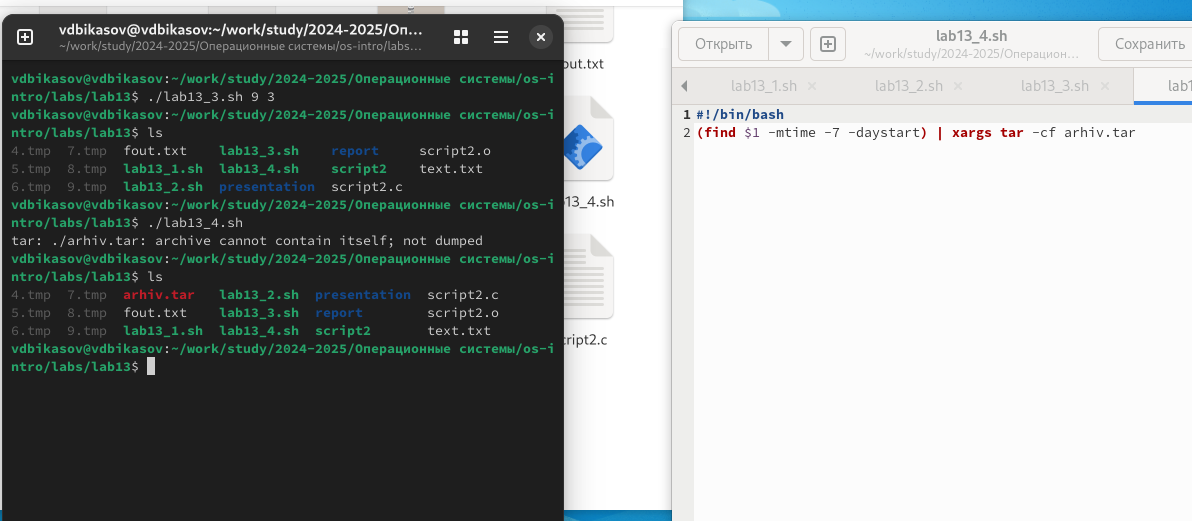 vdbikasov@vdbikasov:~/work/study/2024-2025/Оп...
~/work/study/2024-2025/Операционные системы/os-intro/labs...
vdbikasov@vdbikasov:~/work/study/2024-2025/Операционные системы/os-i
ntro/labs/lab13$ ./lab13_3.sh 9 3
vdbikasov@vdbikasov:~/work/study/2024-2025/Операционные системы/os-i
ntro/labs/lab13$ ls
4.tmp 7.tmp fout.txt lab13_3.sh report script2.o
5.tmp 8.tmp lab13_1.sh lab13_4.sh script2 text.txt
6.tmp 9.tmp lab13_2.sh presentation script2.c
vdbikasov@vdbikasov:~/work/study/2024-2025/Операционные системы/os-i
ntro/labs/lab13$ ./lab13_4.sh
tar: ./arhiv.tar: archive cannot contain itself; not dumped
vdbikasov@vdbikasov:~/work/study/2024-2025/Операционные системы/os-i
ntro/labs/lab13$ ls
4.tmp 7.tmp arhiv.tar lab13_2.sh presentation script2.c
5.tmp 8.tmp fout.txt lab13_3.sh report script2.o
6.tmp 9.tmp lab13_1.sh lab13_4.sh script2 text.txt
vdbikasov@vdbikasov:~/work/study/2024-2025/Операционные системы/os-i
ntro/labs/lab13$
out.txt
13_4.sh
ript2.c
Открыть
lab13_4.sh
~/work/study/2024-2025/Операцион...
Сохранить
lab13_1.sh lab13_2.sh lab13_3.sh lab1
1 #!/bin/bash
2 (find $1 -mtime -7 -daystart) | xargs tar -cf arhiv.tar